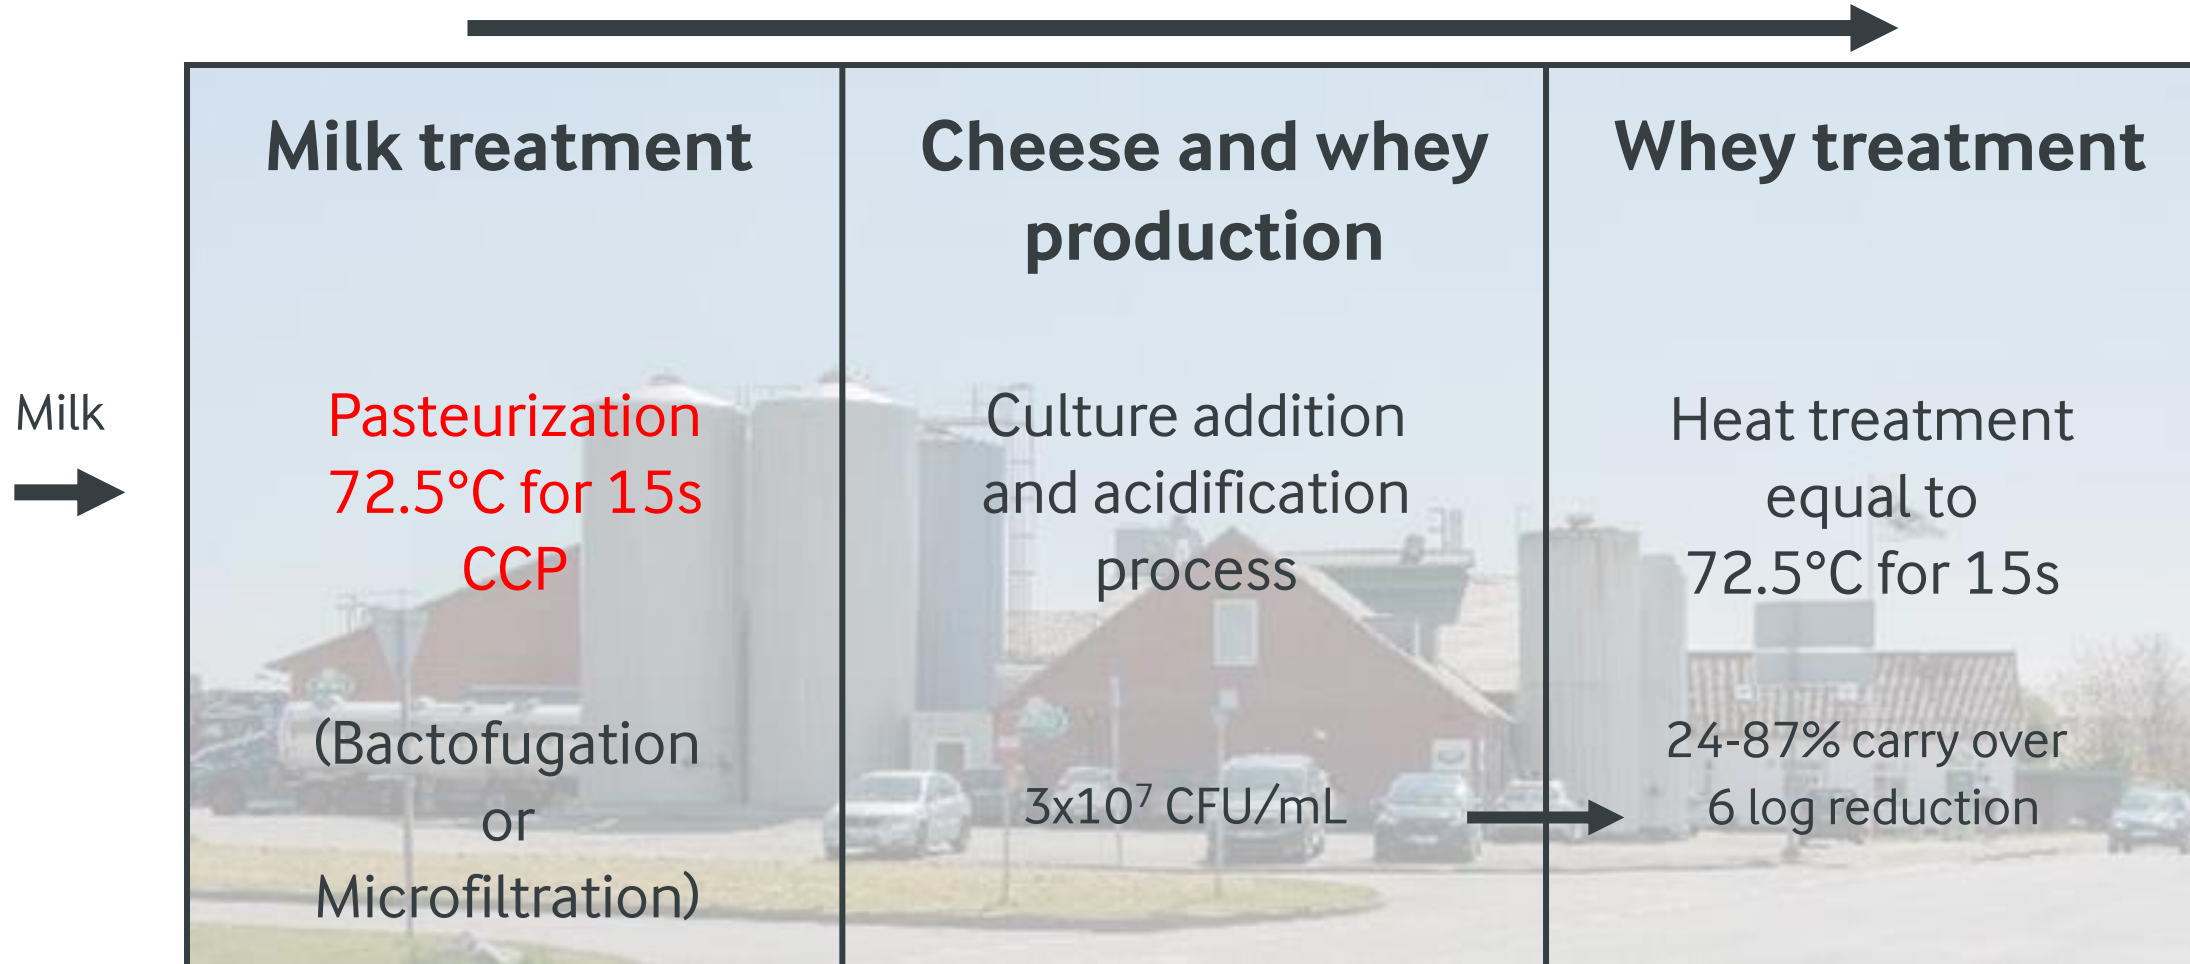 Milk
Milk treatment
Pasteurization
72.5°C for 15s
CCP
(Bactofugation
or
Microfiltration)
Cheese and whey
production
Culture addition
and acidification
process
3x10⁷ CFU/mL
Whey treatment
Heat treatment
equal to
72.5°C for 15s
24-87% carry over
6 log reduction